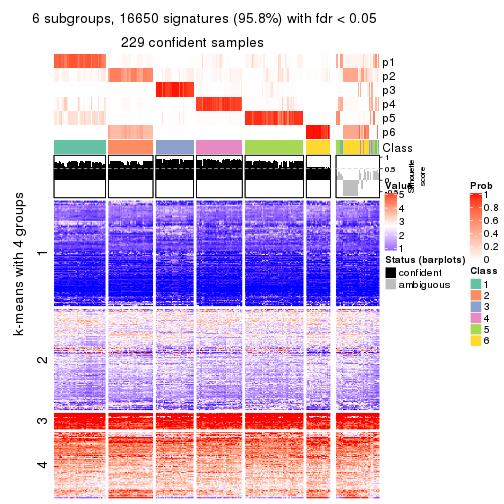 6 subgroups, 16650 signatures (95.8%) with fdr < 0.05
229 confident samples
p1
p2
p3
p4
p5
p6
Class
1
0.5
0
Silhouette
score
k-means with 4 groups
1
2
3
4
Value
5
4
3
2
1
Status (barplots)
confident
ambiguous
Prob
1
0.8
0.6
0.4
0.2
0
Class
1
2
3
4
5
6